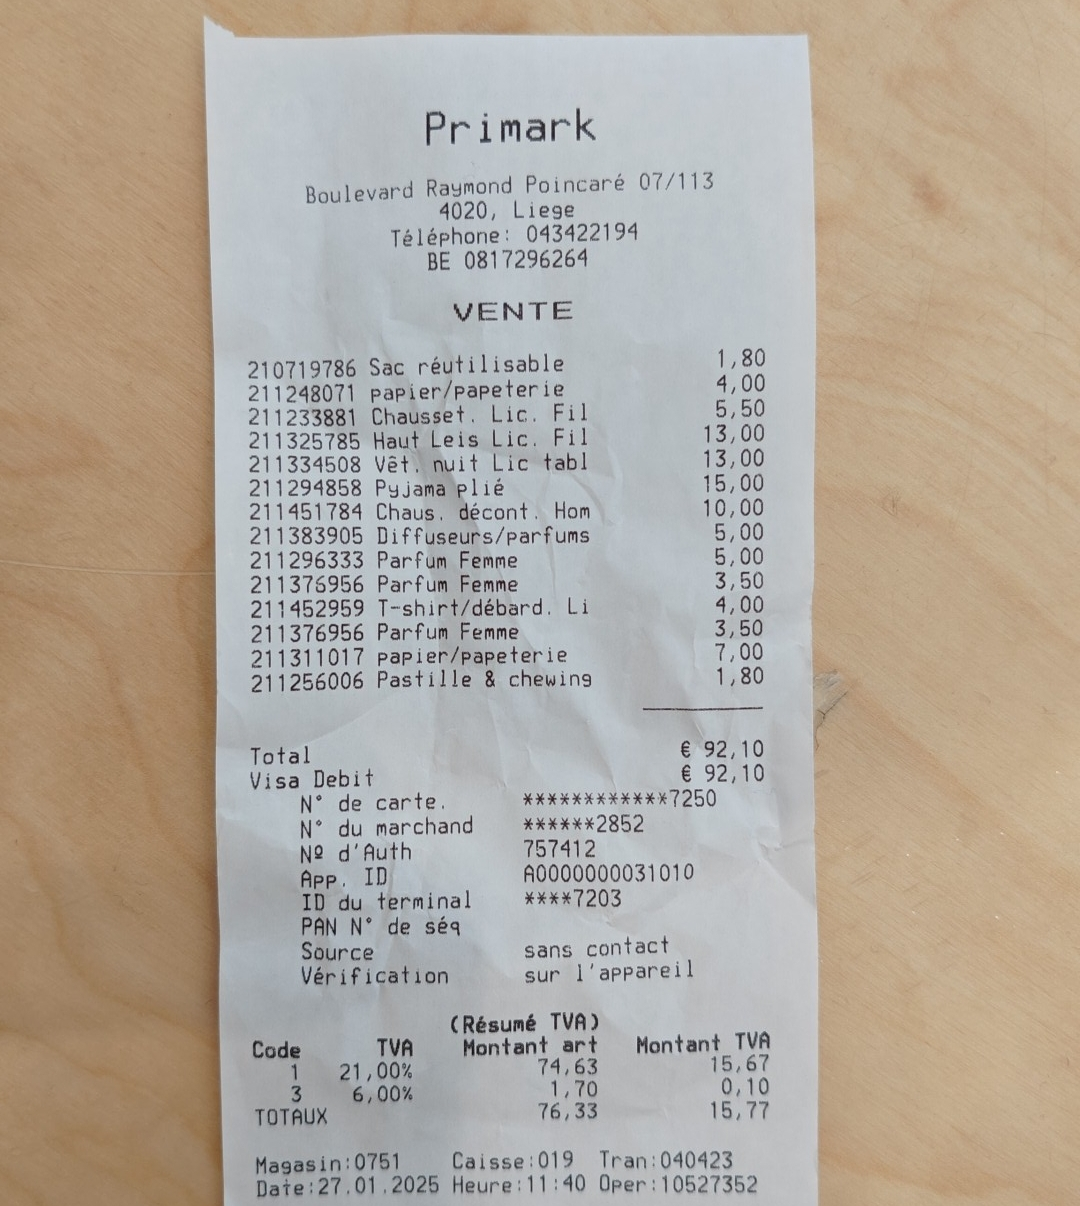 Primark
Boulevard Raymond Poincaré 07/113
4020, Liege
Téléphone: 043422194
BE 0817296264
VENTE
210719786 Sac réutilisable 1,80
211248071 papier/papeterie 4,00
211233881 Chausset. Lic. Fil 5,50
211325785 Haut Leis Lic. Fil 13,00
211334508 Vêt. nuit Lic tabl 13,00
211294858 Pyjama plié 15,00
211451784 Chaus. décont. Hom 10,00
211383905 Diffuseurs/parfums 5,00
211296333 Parfum Femme 5,00
211376956 Parfum Femme 3,50
211452959 T-shirt/débard. Li 4,00
211376956 Parfum Femme 3,50
211311017 papier/papeterie 7,00
211256006 Pastille & chewing 1,80
Total € 92,10
Visa Debit € 92,10
N° de carte. ************7250
N° du marchand ******2852
Nº d'Auth 757412
App. ID A0000000031010
ID du terminal ****7203
PAN N° de séq
Source sans contact
Vérification sur l'appareil
(Résumé TVA)
Code TVA Montant art Montant TVA
1 21,00% 74,63 15,67
3 6,00% 1,70 0,10
TOTAUX 76,33 15,77
Magasin:0751 Caisse:019 Tran:040423
Date:27.01.2025 Heure:11:40 Oper:10527352